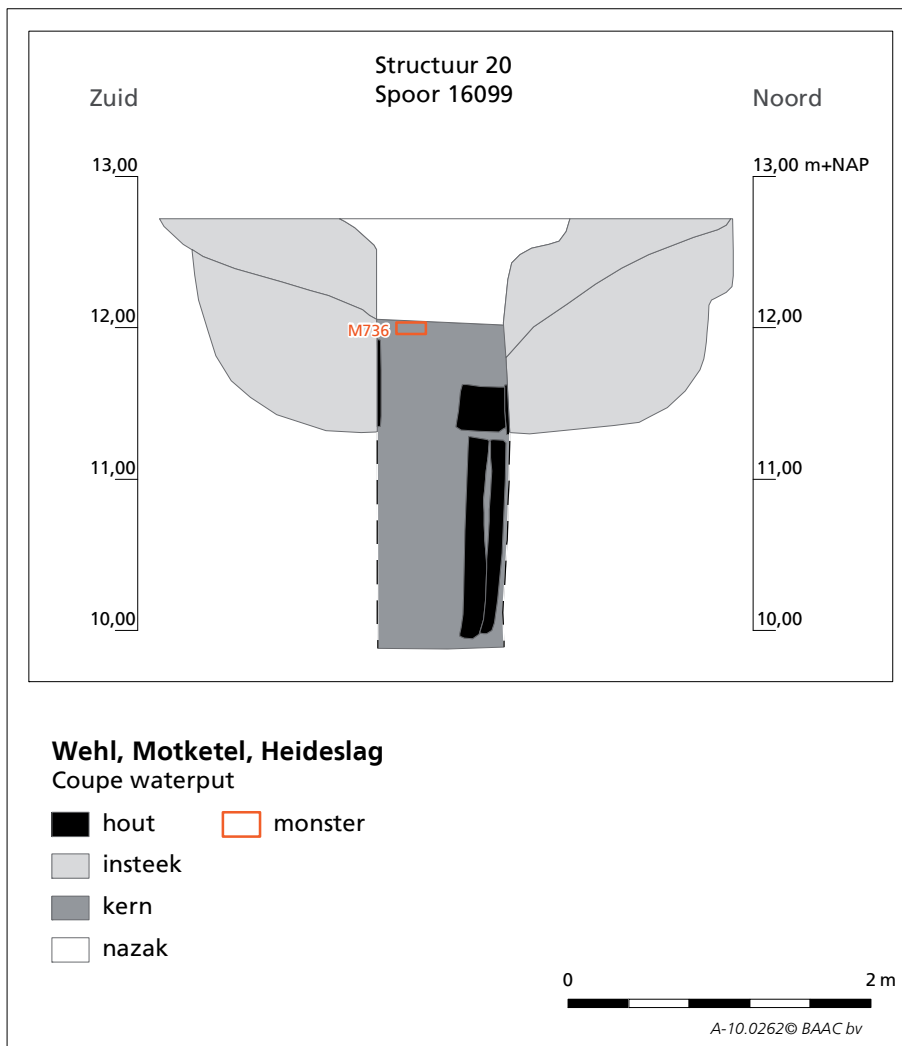 Structuur 20
Spoor 16099
Zuid
Noord
13,00
13,00 m+NAP
12,00
12,00
M736
11,00
11,00
10,00
10,00
Wehl, Motketel, Heideslag
Coupe waterput
hout
monster
insteek
kern
nazak
0
2 m
A-10.0262© BAAC bv